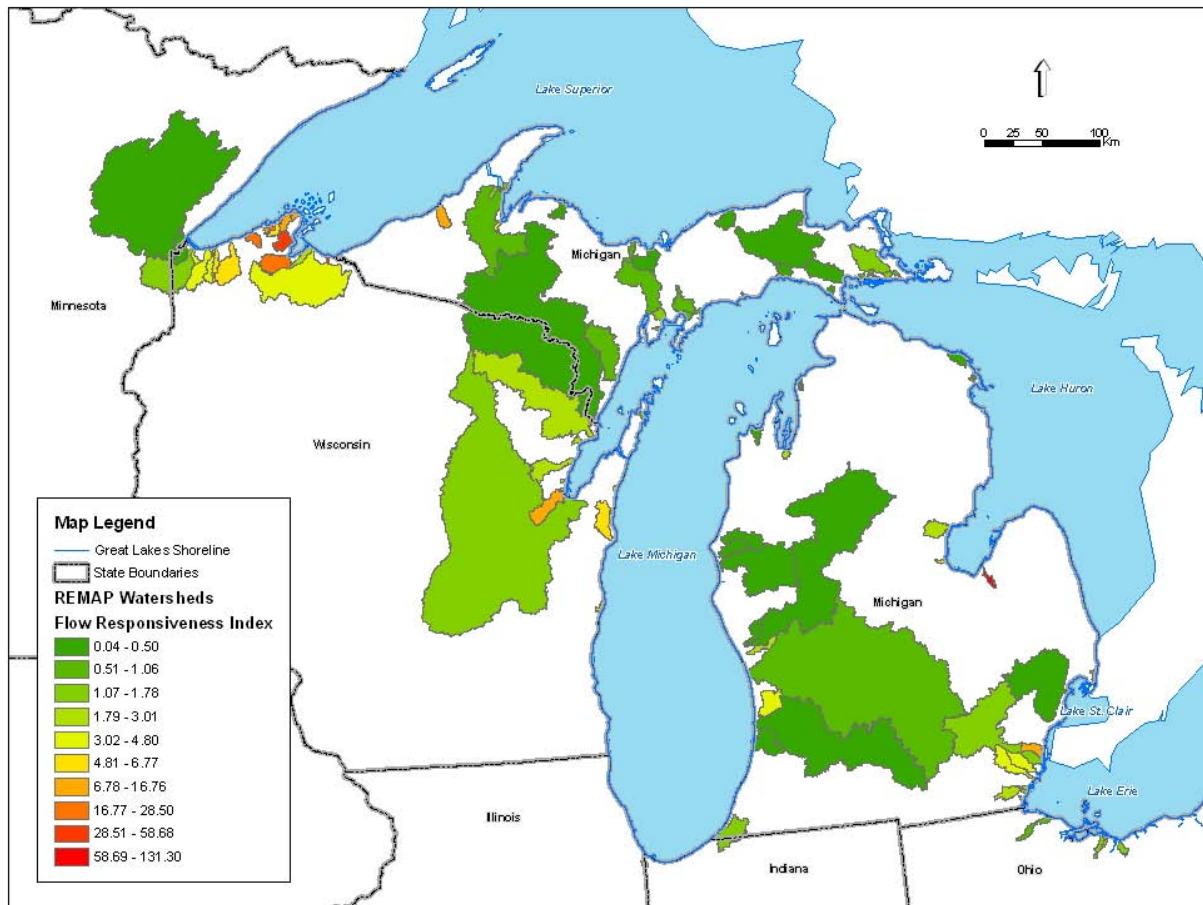 Lake Superior
0 25 50 100
Km
Michigan
Minnesota
Lake Huron
Wisconsin
Map Legend
Great Lakes Shoreline
State Boundaries
REMAP Watersheds
Flow Responsiveness Index
0.04 - 0.50
0.51 - 1.06
1.07 - 1.78
1.79 - 3.01
3.02 - 4.80
4.81 - 6.77
6.78 - 16.76
16.77 - 28.50
28.51 - 58.68
58.69 - 131.30
Lake Michigan
Michigan
Lake St. Clair
Lake Erie
Illinois
Indiana
Ohio